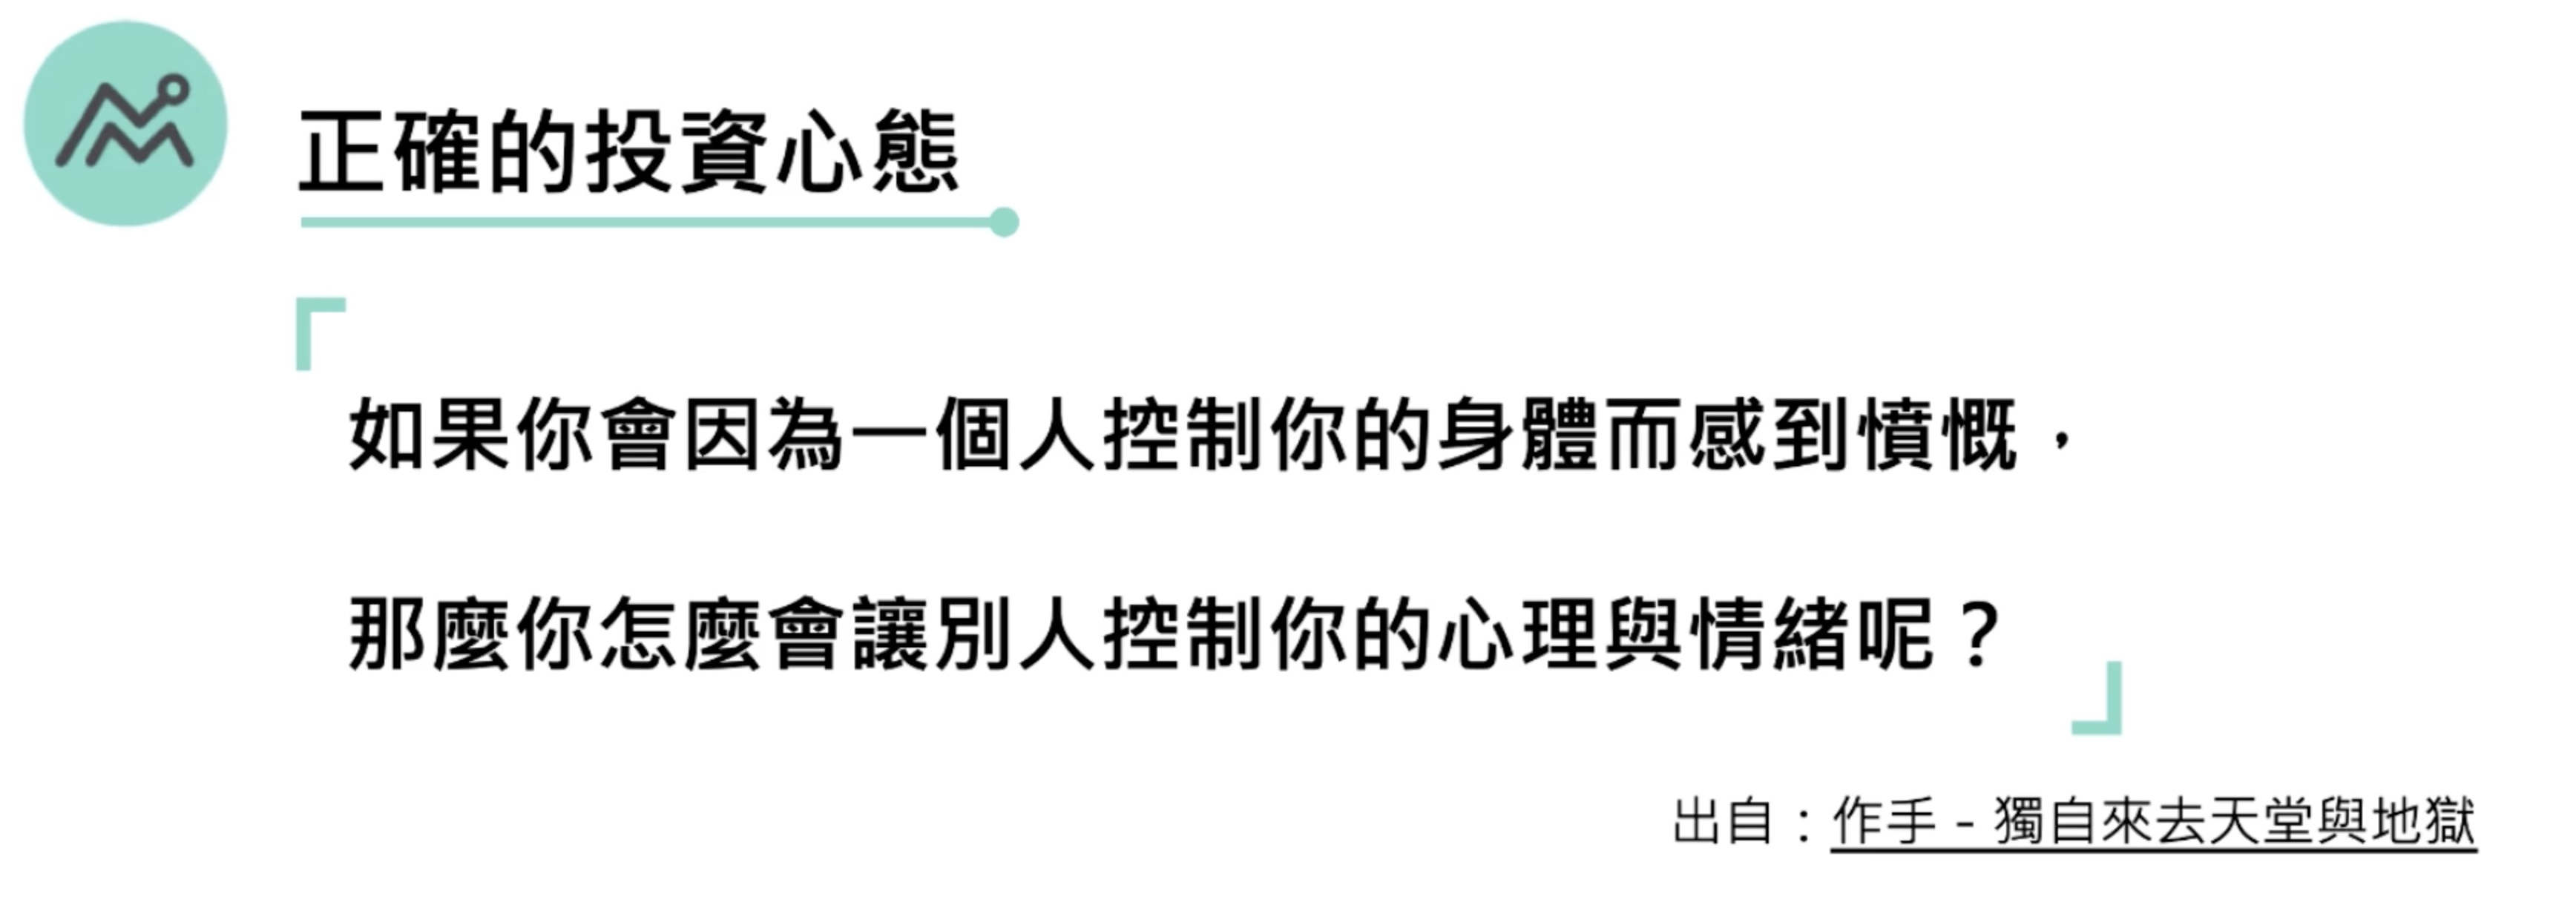 正確的投資心態
「
如果你會因為一個人控制你的身體而感到憤慨，
那麼你怎麼會讓別人控制你的心理與情緒呢？
」
出自：作手 - 獨自來去天堂與地獄